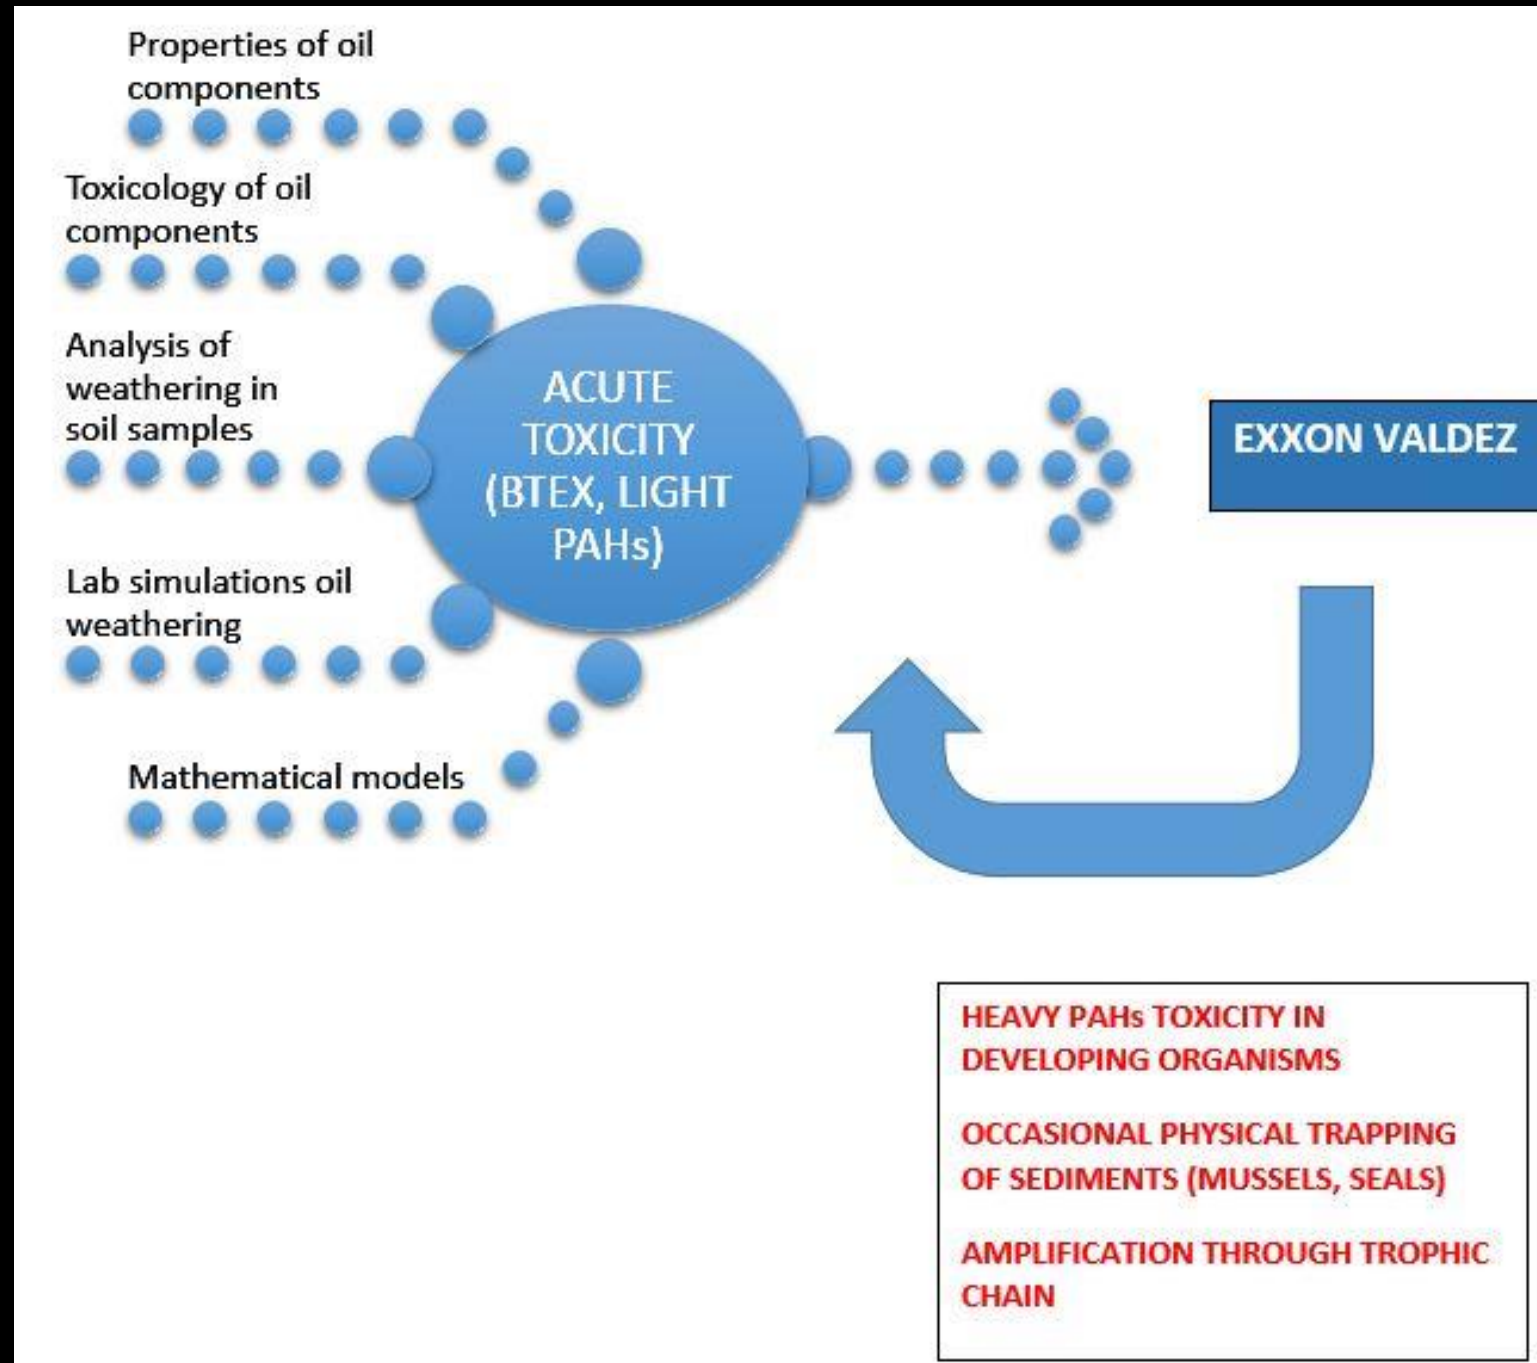 Properties of oil
components
Toxicology of oil
components
Analysis of
weathering in
soil samples
Lab simulations oil
weathering
Mathematical models
ACUTE
TOXICITY
(BTEX, LIGHT
PAHs)
EXXON VALDEZ
HEAVY PAHs TOXICITY IN
DEVELOPING ORGANISMS
OCCASIONAL PHYSICAL TRAPPING
OF SEDIMENTS (MUSSELS, SEALS)
AMPLIFICATION THROUGH TROPHIC
CHAIN